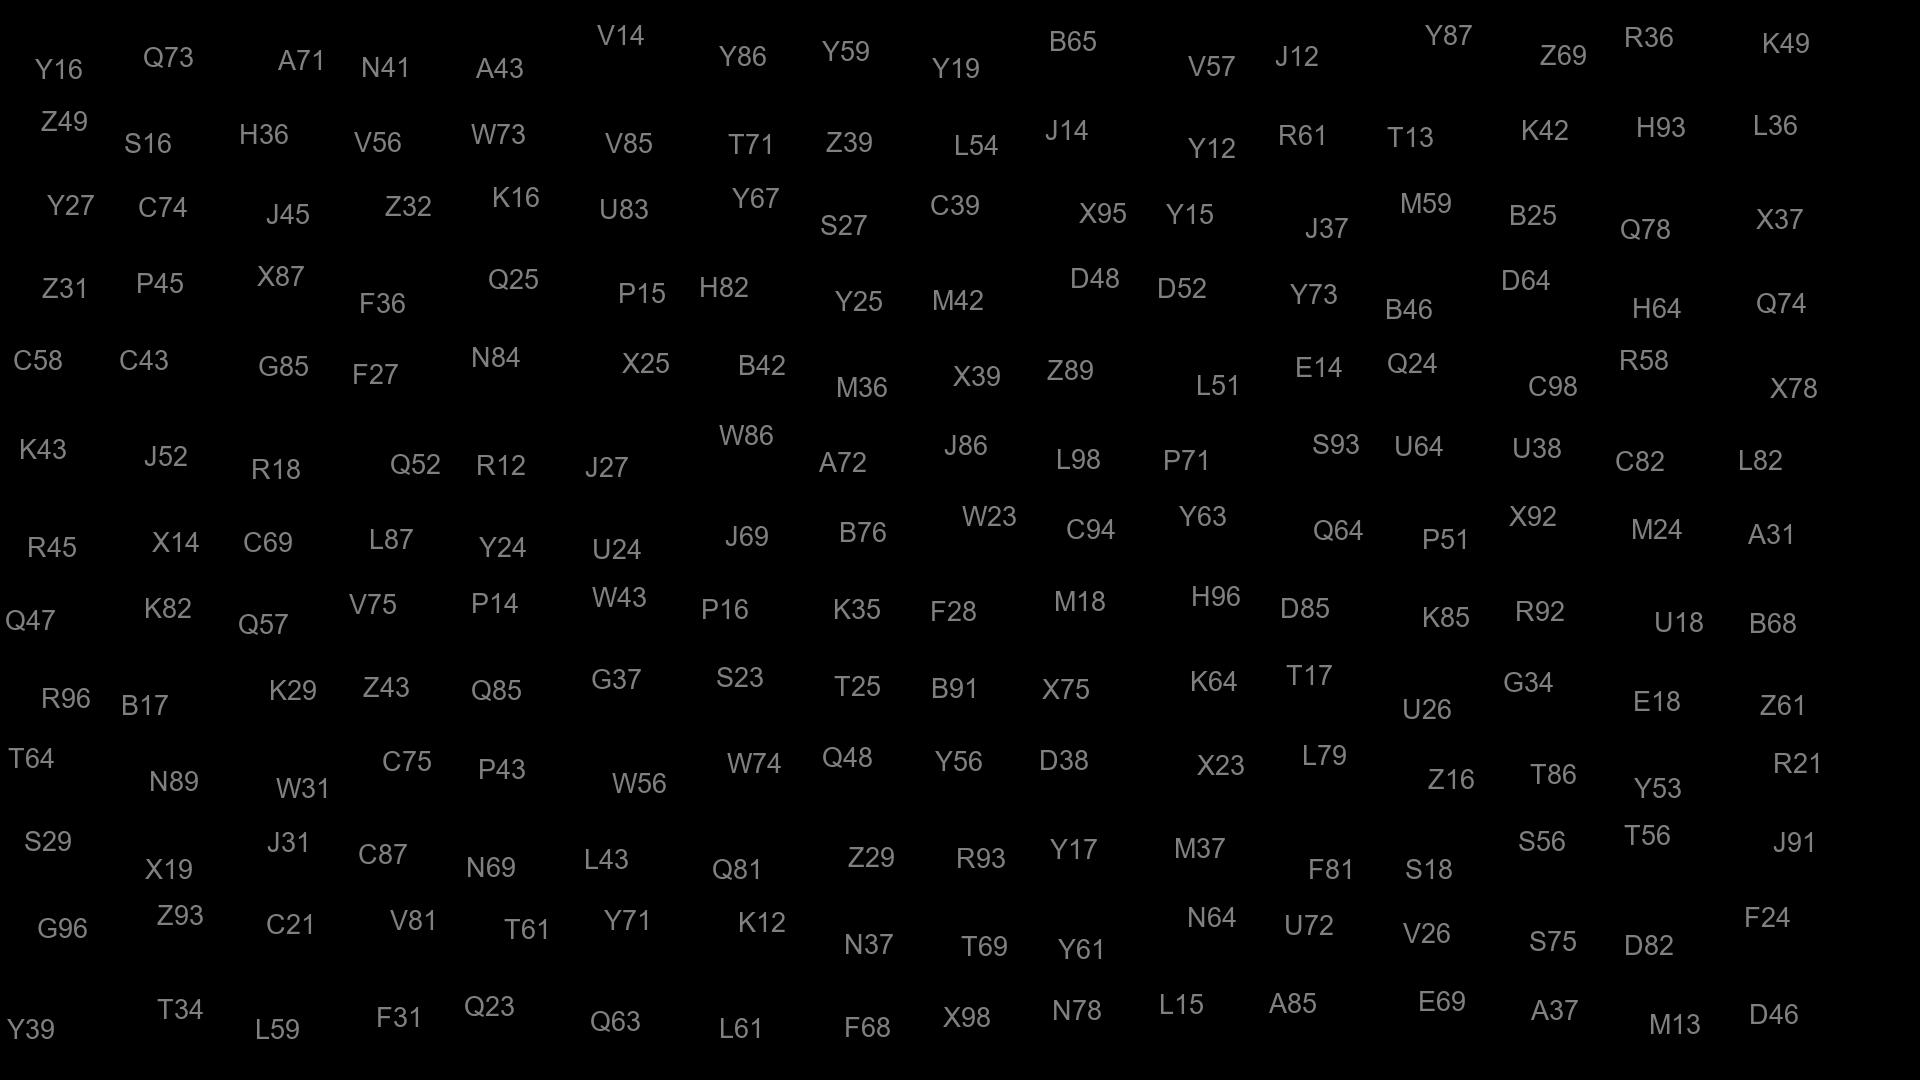 Y16 Q73 A71 N41 A43 V14 Y86 Y59 Y19 B65 V57 J12 Y87 Z69 R36 K49
Z49 S16 H36 V56 W73 V85 T71 Z39 L54 J14 Y12 R61 T13 K42 H93 L36
Y27 C74 J45 Z32 K16 U83 Y67 S27 C39 X95 Y15 J37 M59 B25 Q78 X37
Z31 P45 X87 F36 Q25 P15 H82 Y25 M42 D48 D52 Y73 B46 D64 H64 Q74
C58 C43 G85 F27 N84 X25 B42 M36 X39 Z89 L51 E14 Q24 C98 R58 X78
K43 J52 R18 Q52 R12 J27 W86 A72 J86 L98 P71 S93 U64 U38 C82 L82
R45 X14 C69 L87 Y24 U24 J69 B76 W23 C94 Y63 Q64 P51 X92 M24 A31
Q47 K82 Q57 V75 P14 W43 P16 K35 F28 M18 H96 D85 K85 R92 U18 B68
R96 B17 K29 Z43 Q85 G37 S23 T25 B91 X75 K64 T17 U26 G34 E18 Z61
T64 N89 W31 C75 P43 W56 W74 Q48 Y56 D38 X23 L79 Z16 T86 Y53 R21
S29 X19 J31 C87 N69 L43 Q81 Z29 R93 Y17 M37 F81 S18 S56 T56 J91
G96 Z93 C21 V81 T61 Y71 K12 N37 T69 Y61 N64 U72 V26 S75 D82 F24
Y39 T34 L59 F31 Q23 Q63 L61 F68 X98 N78 L15 A85 E69 A37 M13 D46